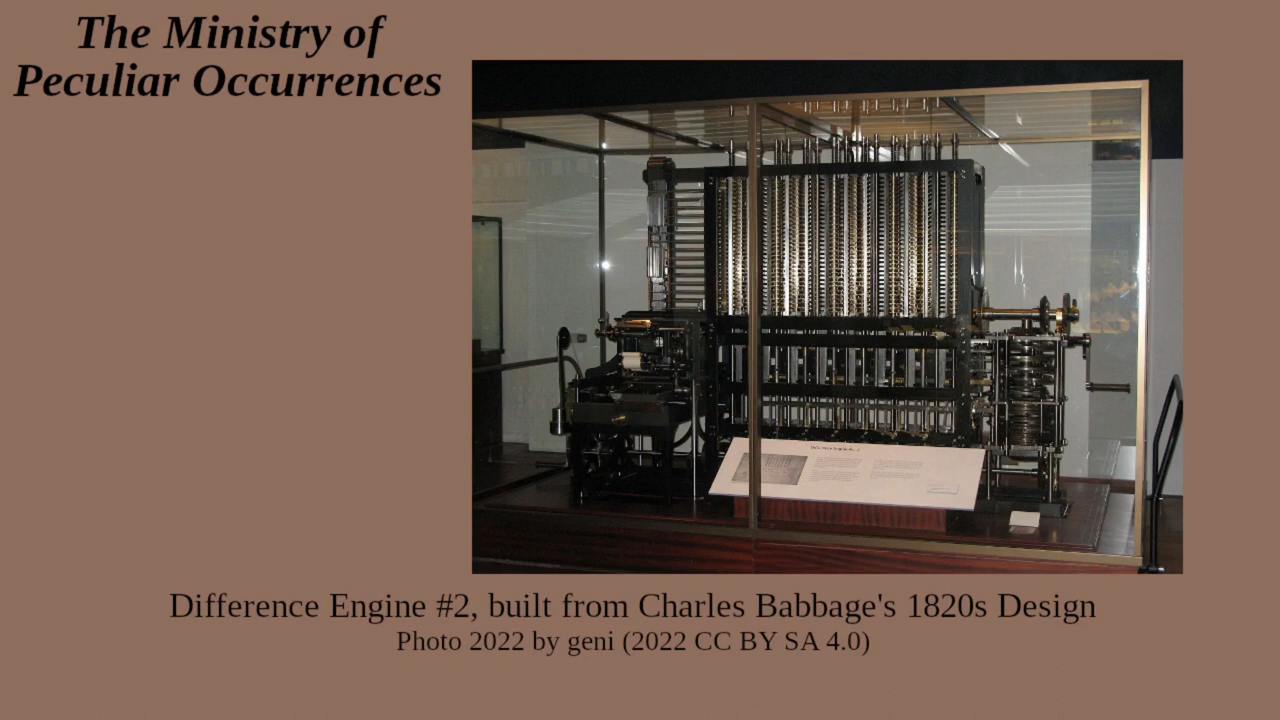 The Ministry of
Peculiar Occurrences
Difference Engine #2, built from Charles Babbage's 1820s Design
Photo 2022 by geni (2022 CC BY SA 4.0)